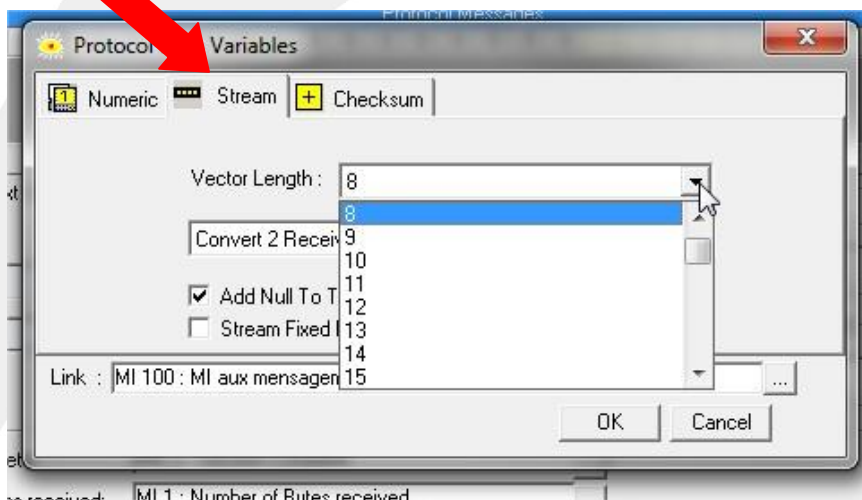 Protocol Messages
Protocol Variables
Numeric Stream + Checksum
Vector Length : 8
8
Convert 2 Receiv 9
10
11
Add Null To T 12
Stream Fixed 13
14
Link : MI 100 : MI aux mensagen 15 ...
OK Cancel
MI 1 : Number of Bytes received